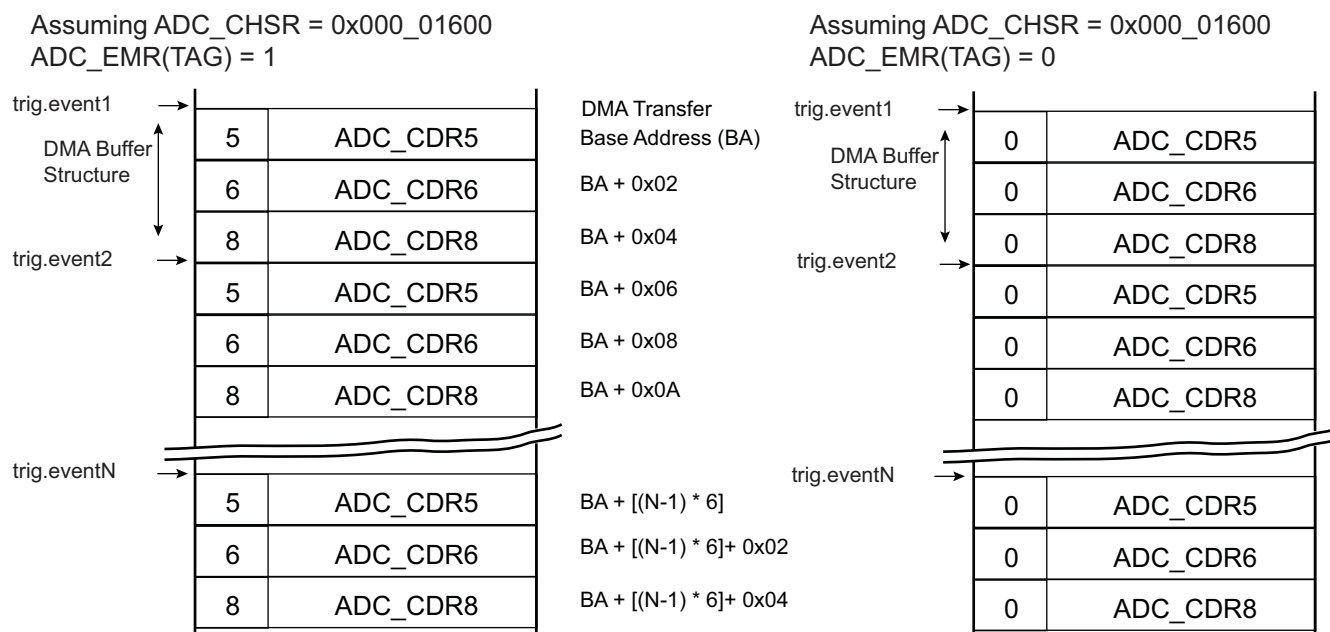 Assuming ADC_CHSR = 0x000_01600
ADC_EMR(TAG) = 1
trig.event1
DMA Buffer
Structure
5 ADC_CDR5
6 ADC_CDR6
8 ADC_CDR8
trig.event2
5 ADC_CDR5
6 ADC_CDR6
8 ADC_CDR8
trig.eventN
5 ADC_CDR5
6 ADC_CDR6
8 ADC_CDR8
DMA Transfer
Base Address (BA)
BA + 0x02
BA + 0x04
BA + 0x06
BA + 0x08
BA + 0x0A
BA + [(N-1) * 6]
BA + [(N-1) * 6]+ 0x02
BA + [(N-1) * 6]+ 0x04
Assuming ADC_CHSR = 0x000_01600
ADC_EMR(TAG) = 0
trig.event1
DMA Buffer
Structure
0 ADC_CDR5
0 ADC_CDR6
0 ADC_CDR8
trig.event2
0 ADC_CDR5
0 ADC_CDR6
0 ADC_CDR8
trig.eventN
0 ADC_CDR5
0 ADC_CDR6
0 ADC_CDR8